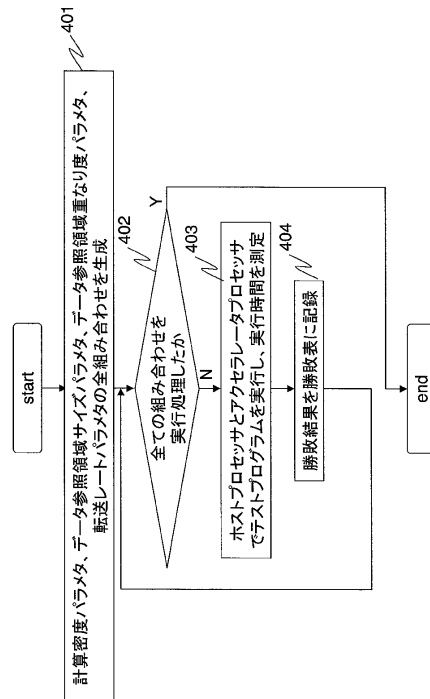 start
401
計算密度パラメタ、データ参照領域サイズパラメタ、データ参照領域重なり度パラメタ、
転送レートパラメタの全組み合わせを生成
402
全ての組み合わせを
実行処理したか
Y
N
403
ホストプロセッサとアクセラレータプロセッサ
でテストプログラムを実行し、実行時間を測定
404
勝敗結果を勝敗表に記録
end